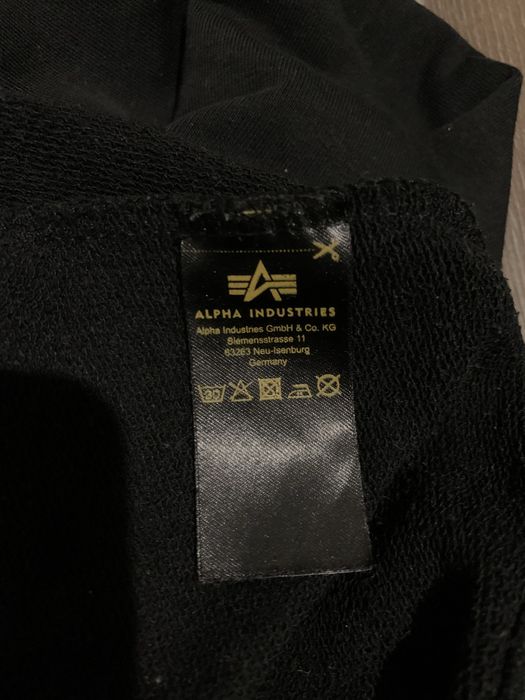 ALPHA INDUSTRIES
Alpha Industries GmbH & Co. KG
Siemensstrasse 11
63263 Neu-Isenburg
Germany
30